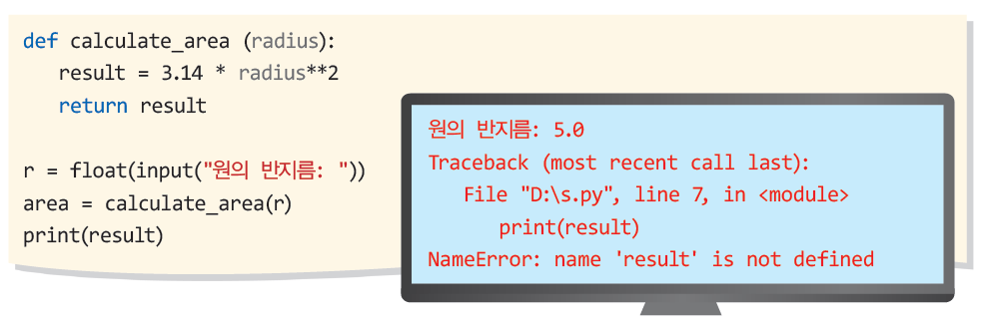 def calculate_area (radius):
    result = 3.14 * radius**2
    return result

r = float(input("원의 반지름: "))
area = calculate_area(r)
print(result)
원의 반지름: 5.0
Traceback (most recent call last):
    File "D:\s.py", line 7, in <module>
        print(result)
NameError: name 'result' is not defined